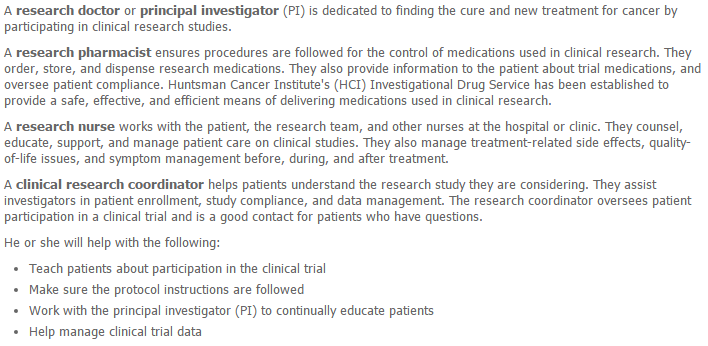 A research doctor or principal investigator (PI) is dedicated to finding the cure and new treatment for cancer by
participating in clinical research studies.
A research pharmacist ensures procedures are followed for the control of medications used in clinical research. They
order, store, and dispense research medications. They also provide information to the patient about trial medications, and
oversee patient compliance. Huntsman Cancer Institute's (HCI) Investigational Drug Service has been established to
provide a safe, effective, and efficient means of delivering medications used in clinical research.
A research nurse works with the patient, the research team, and other nurses at the hospital or clinic. They counsel,
educate, support, and manage patient care on clinical studies. They also manage treatment-related side effects, quality-
of-life issues, and symptom management before, during, and after treatment.
A clinical research coordinator helps patients understand the research study they are considering. They assist
investigators in patient enrollment, study compliance, and data management. The research coordinator oversees patient
participation in a clinical trial and is a good contact for patients who have questions.
He or she will help with the following:
• Teach patients about participation in the clinical trial
• Make sure the protocol instructions are followed
• Work with the principal investigator (PI) to continually educate patients
• Help manage clinical trial data